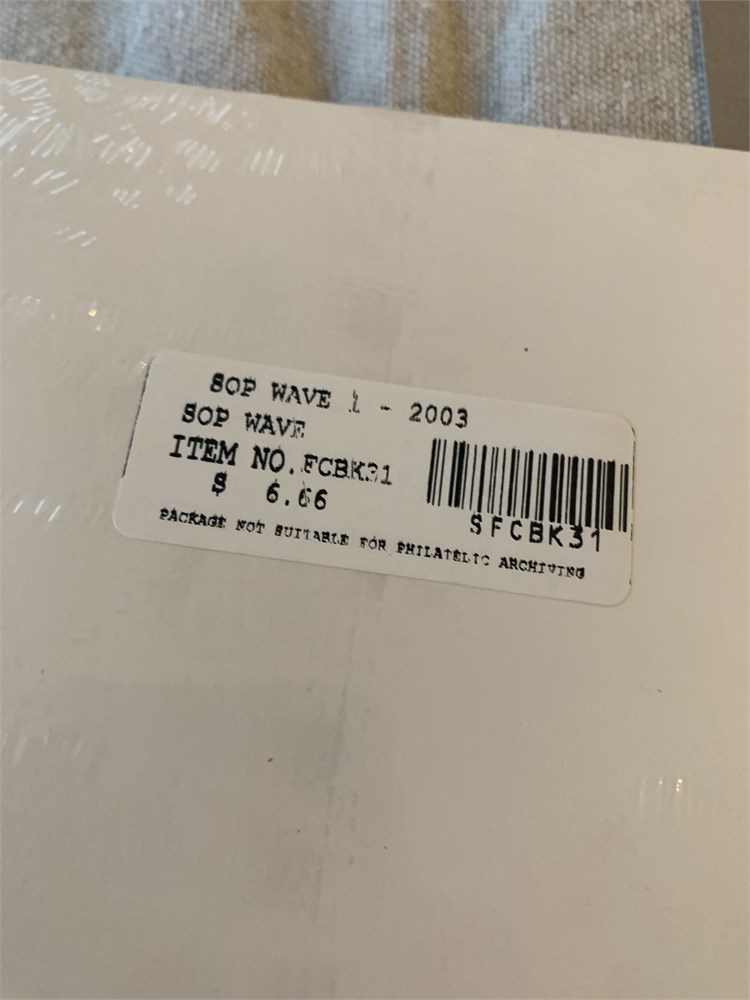 SOP WAVE 1 - 2003
SOP WAVE
ITEM NO.FCBK31
$ 6.66
SFCBK31
PACKAGE NOT SUITABLE FOR PHILATELIC ARCHIVING